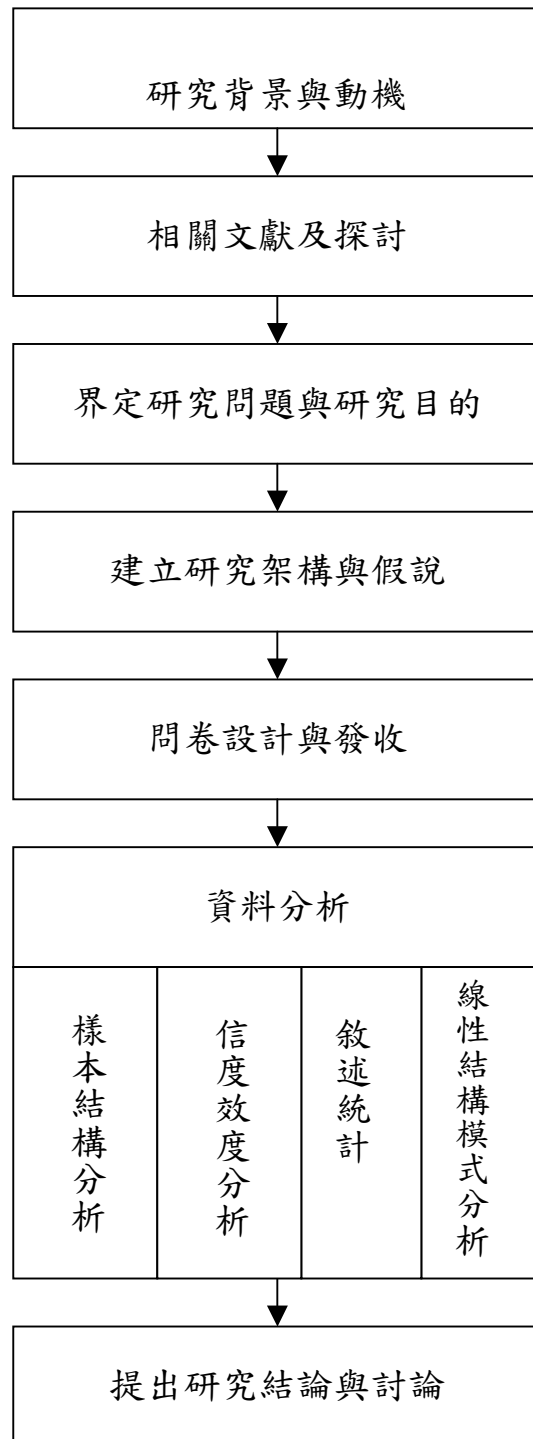 研究背景與動機
相關文獻及探討
界定研究問題與研究目的
建立研究架構與假說
問卷設計與發收
資料分析
樣本結構分析
信度效度分析
敘述統計
線性結構模式分析
提出研究結論與討論